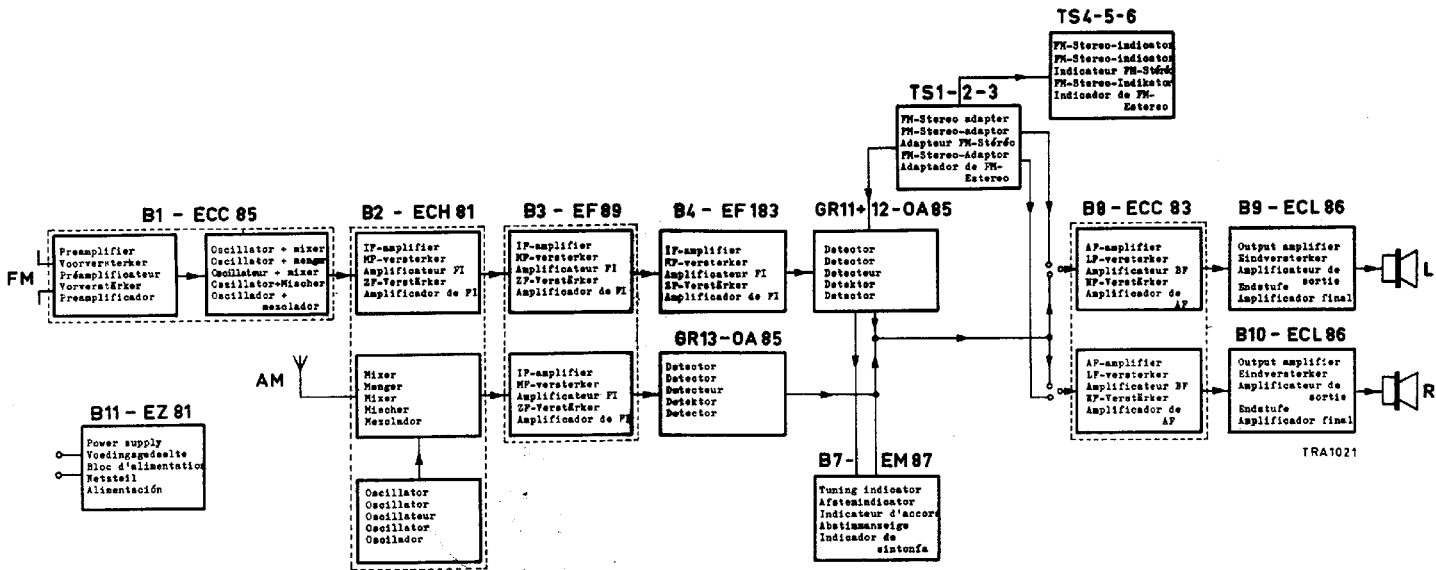 TS4-5-6
FM-Stereo-indicator
FM-Stereo-indicator
Indicateur FM-Stéréo
FM-Stereo-Indikator
Indicador de FM-
Estereo
TS1-2-3
FM-Stereo adapter
FM-Stereo-adaptor
Adapteur FM-Stéréo
FM-Stereo-Adaptor
Adaptador de FM-
Estereo
B1 - ECC 85
FM
Preamplifier
Voorversterker
Préamplificateur
Vorverstärker
Preamplificador
Oscillator + mixer
Oscillator + menger
Oscillateur + mixer
Oszillator+Mischer
Oscillador +
mezclador
B2 - ECH 81
IF-amplifier
MF-versterker
Amplificateur FI
ZF-Verstärker
Amplificador de FI
B3 - EF 89
IF-amplifier
MF-versterker
Amplificateur FI
ZF-Verstärker
Amplificador de FI
B4 - EF 183
IF-amplifier
MF-versterker
Amplificateur FI
ZF-Verstärker
Amplificador de FI
GR11+12-OA85
Detector
Detector
Detecteur
Detektor
Detector
B8 - ECC 83
AF-amplifier
LF-versterker
Amplificateur BF
NF-Verstärker
Amplificador de
AF
B9 - ECL 86
Output amplifier
Eindversterker
Amplificateur de
sortie
Endstufe
Amplificador final
L
AM
Mixer
Menger
Mixer
Mischer
Mezclador
IF-amplifier
MF-versterker
Amplificateur FI
ZF-Verstärker
Amplificador de FI
GR13-OA85
Detector
Detector
Detecteur
Detektor
Detector
AF-amplifier
LF-versterker
Amplificateur BF
NF-Verstärker
Amplificador de
AF
B10 - ECL 86
Output amplifier
Eindversterker
Amplificateur de
sortie
Endstufe
Amplificador final
R
TRA1021
B11 - EZ 81
Power supply
Voedingsgedeelte
Bloc d'alimentation
Netzteil
Alimentación
Oscillator
Oscillator
Oscillateur
Oscillator
Oscilador
B7- EM 87
Tuning indicator
Afstemindicator
Indicateur d'accord
Abstimmanzeige
Indicador de
sintonía